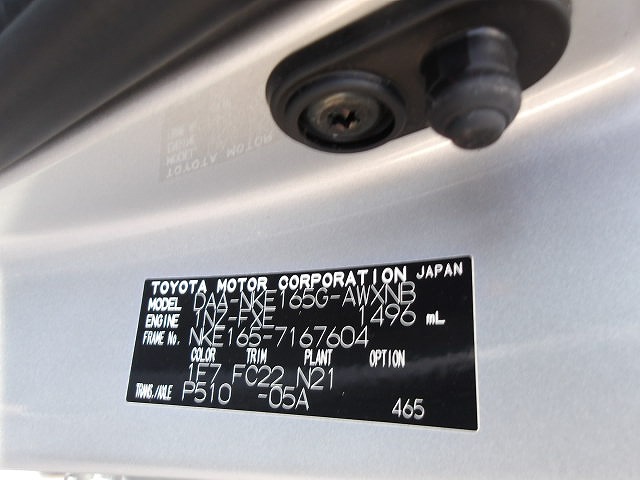 TOYOTA MOTOR CORPORATION JAPAN
MODEL DAA-NKE165G-AWXNB
ENGINE 1NZ-FXE 1496 mL
FRAME No. NKE165-7167604
COLOR TRIM PLANT OPTION
1F7 FC22 N21
TRANS./AXLE P510 -05A
465